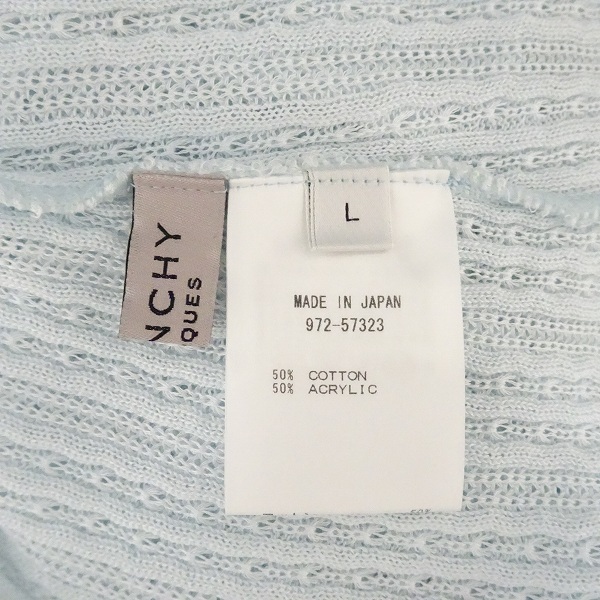 NCHY
QUES
L
MADE IN JAPAN
972-57323
50% COTTON
50% ACRYLIC